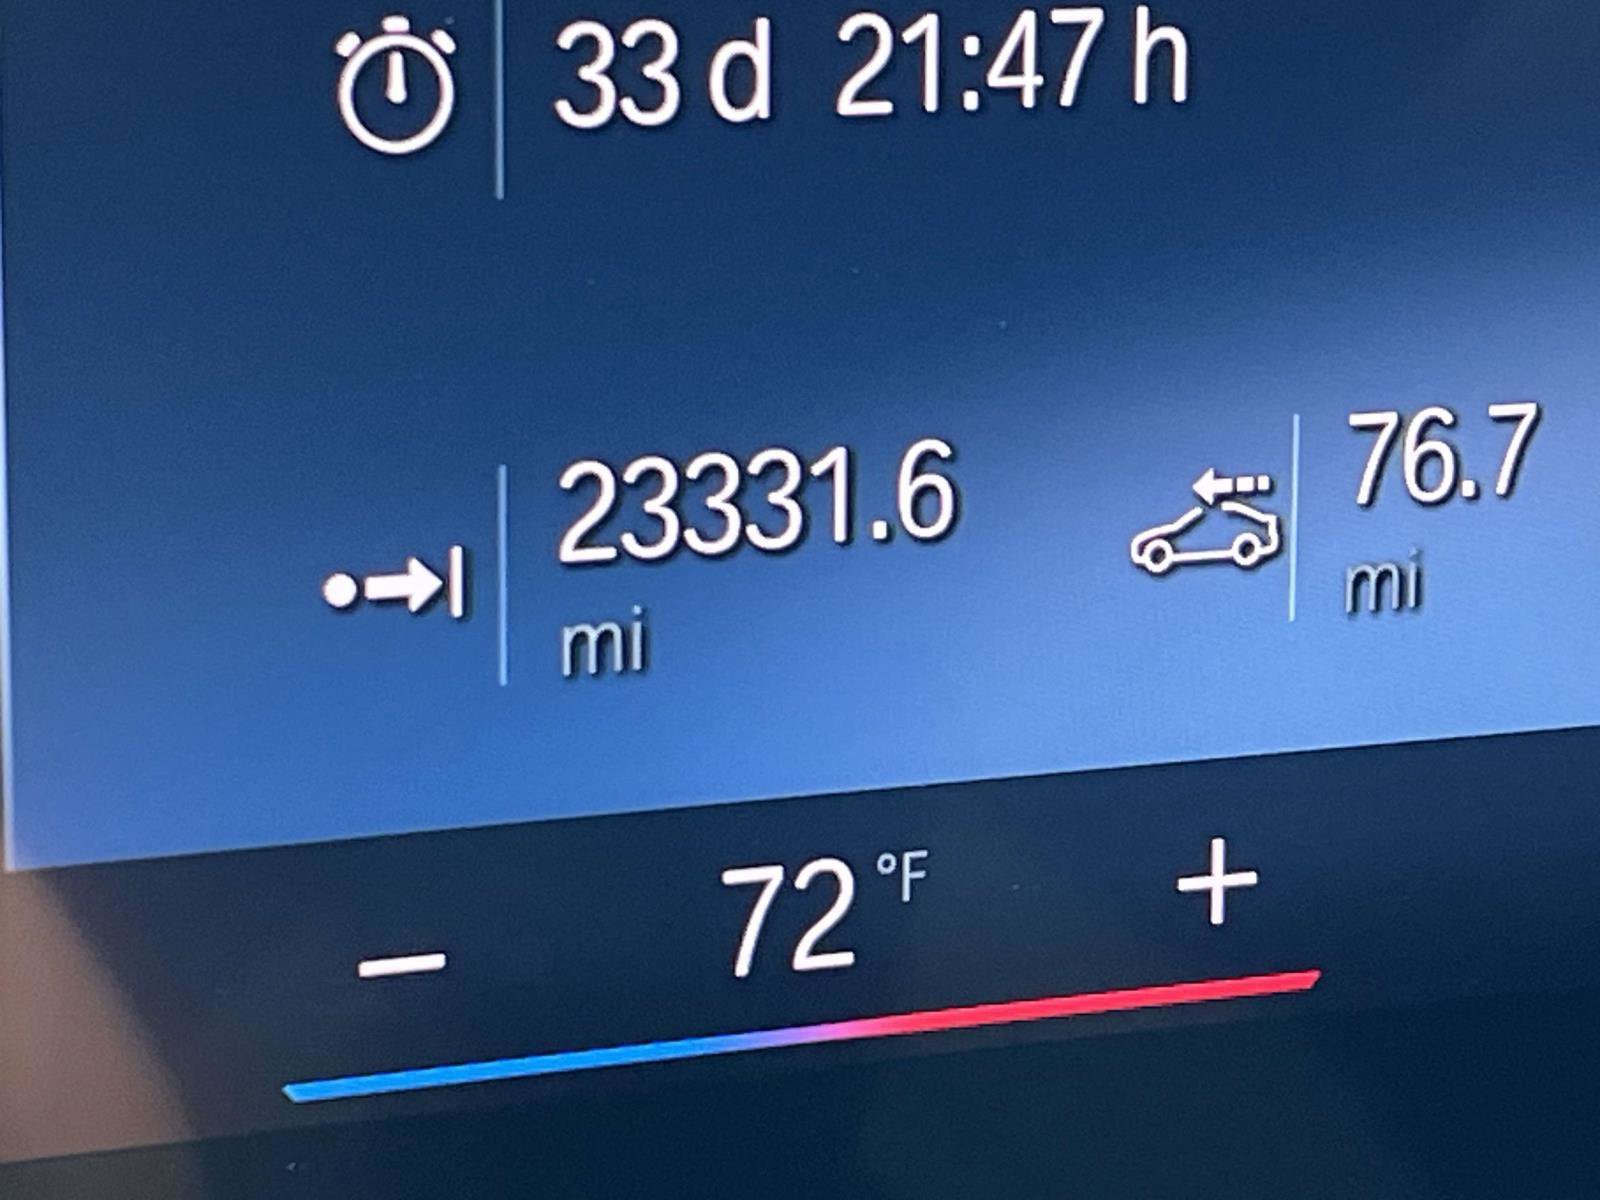 33 d 21:47 h
23331.6 76.7
mi mi
72 °F
− +